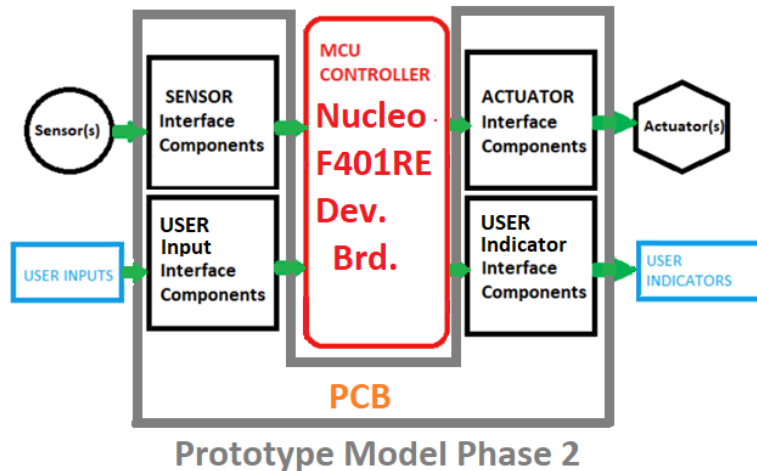 Sensor(s)
SENSOR
Interface
Components
MCU
CONTROLLER
Nucleo
F401RE
Dev.
Brd.
ACTUATOR
Interface
Components
Actuator(s)
USER INPUTS
USER
Input
Interface
Components
USER
Indicator
Interface
Components
USER
INDICATORS
PCB
Prototype Model Phase 2